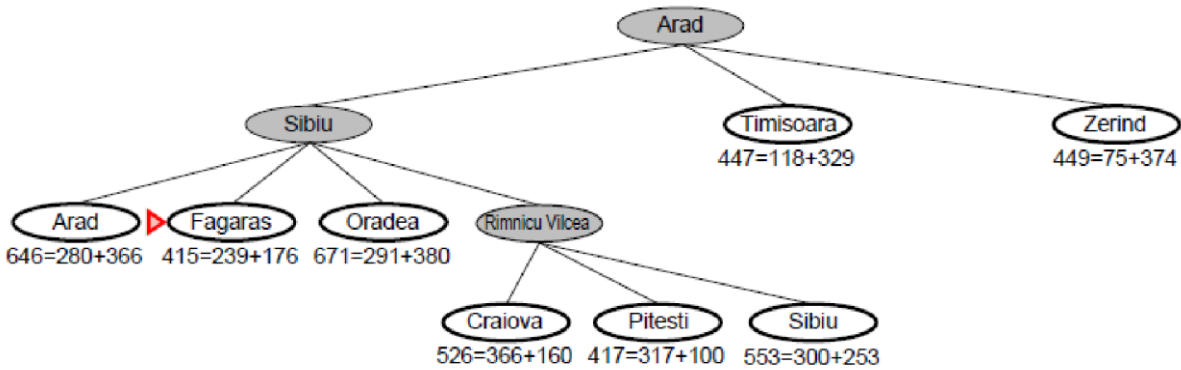 Arad
Sibiu
Timisoara
Zerind
447=118+329
449=75+374
Arad
Fagaras
Oradea
Rimnicu Vilcea
646=280+366
415=239+176
671=291+380
Craiova
Pitesti
Sibiu
526=366+160
417=317+100
553=300+253